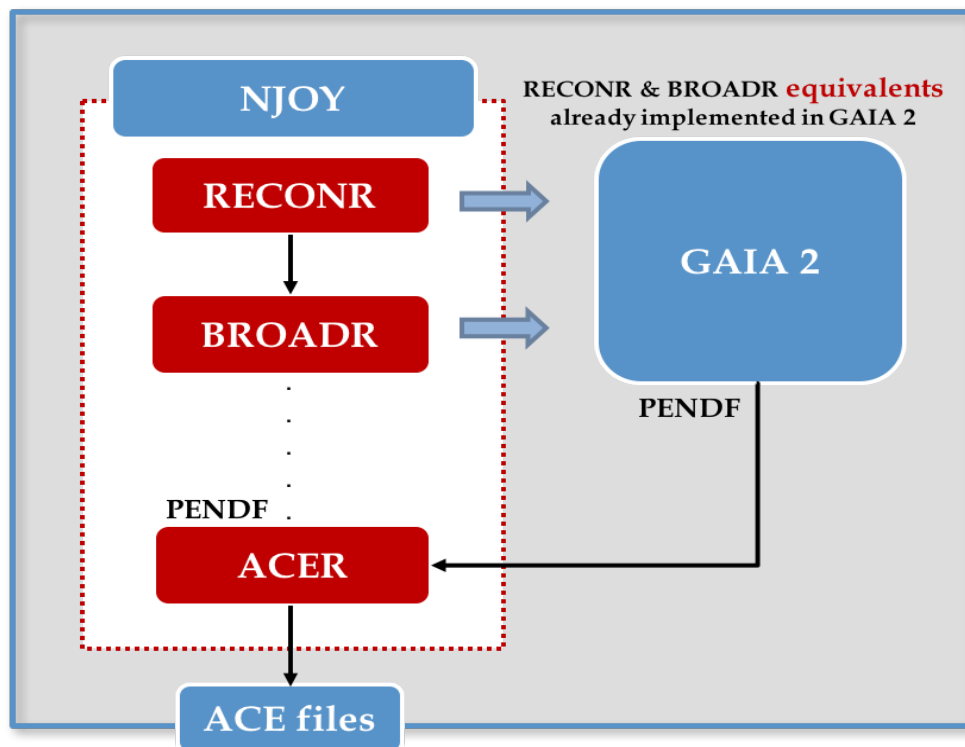 NJOY
RECONR & BROADR equivalents
already implemented in GAIA 2
RECONR
GAIA 2
BROADR
PENDF
PENDF
ACER
ACE files